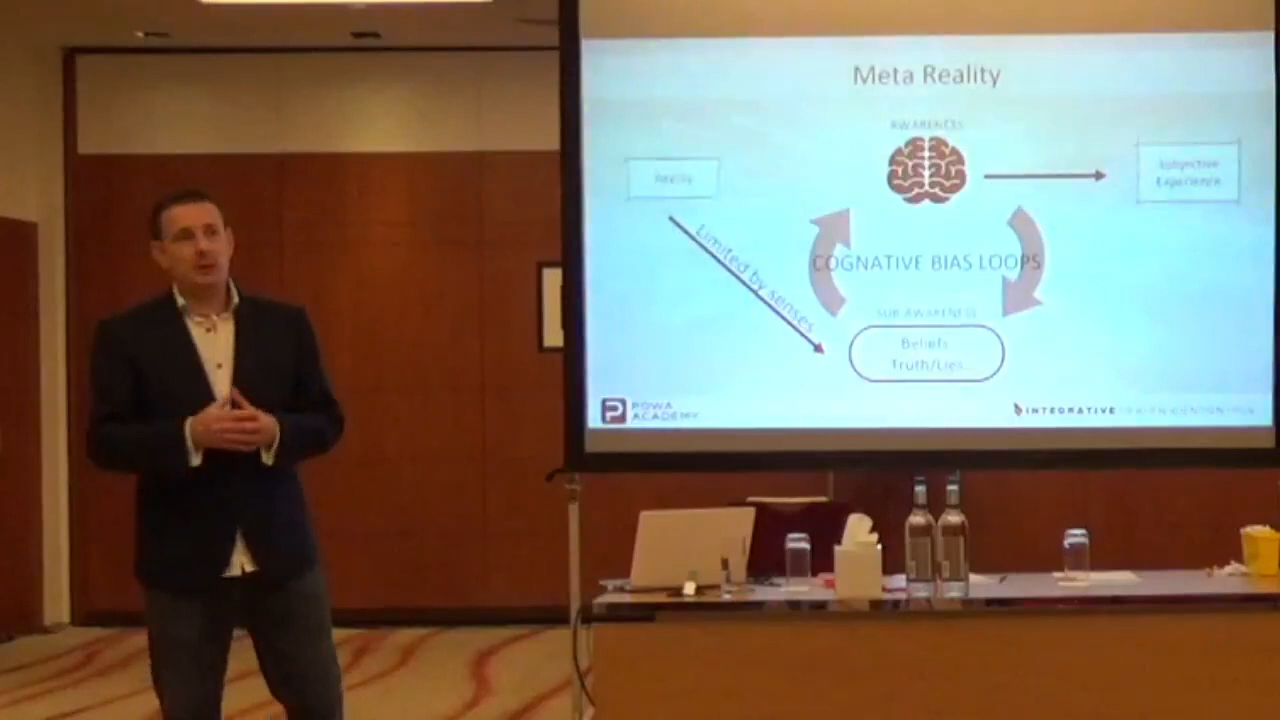 Meta Reality
AWARENESS
Reality
Subjective
Experience
Limited by senses
COGNATIVE BIAS LOOPS
SUB AWARENESS
Beliefs
Truth/Lies
POWA
ACADEMY
INTEGRATIVE